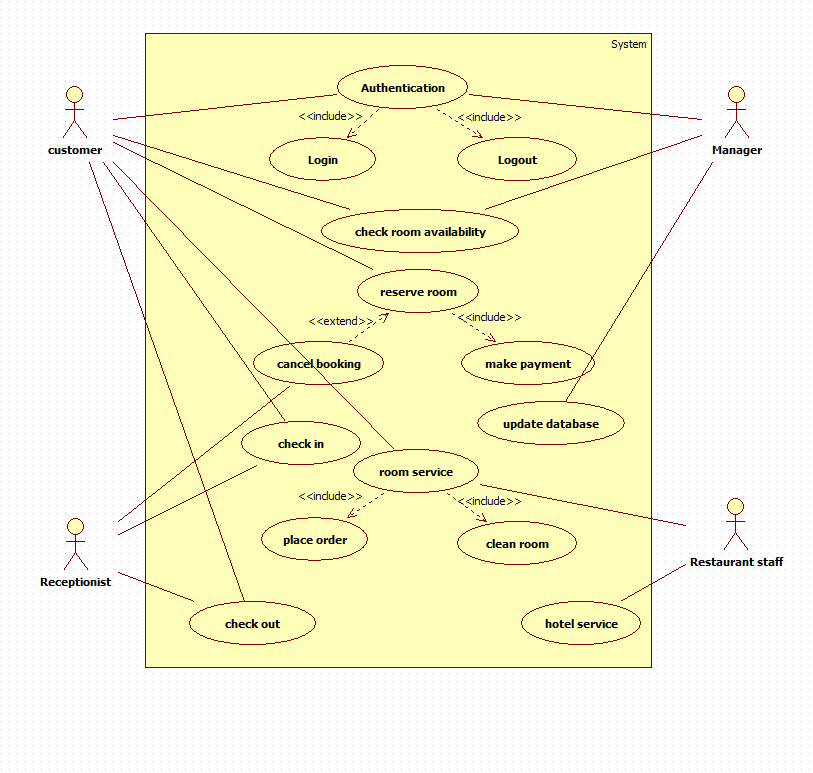 System
Authentication
<<include>>
<<include>>
customer
Manager
Login
Logout
check room availability
reserve room
<<extend>>
<<include>>
cancel booking
make payment
update database
check in
room service
<<include>>
<<include>>
place order
clean room
Receptionist
Restaurant staff
check out
hotel service